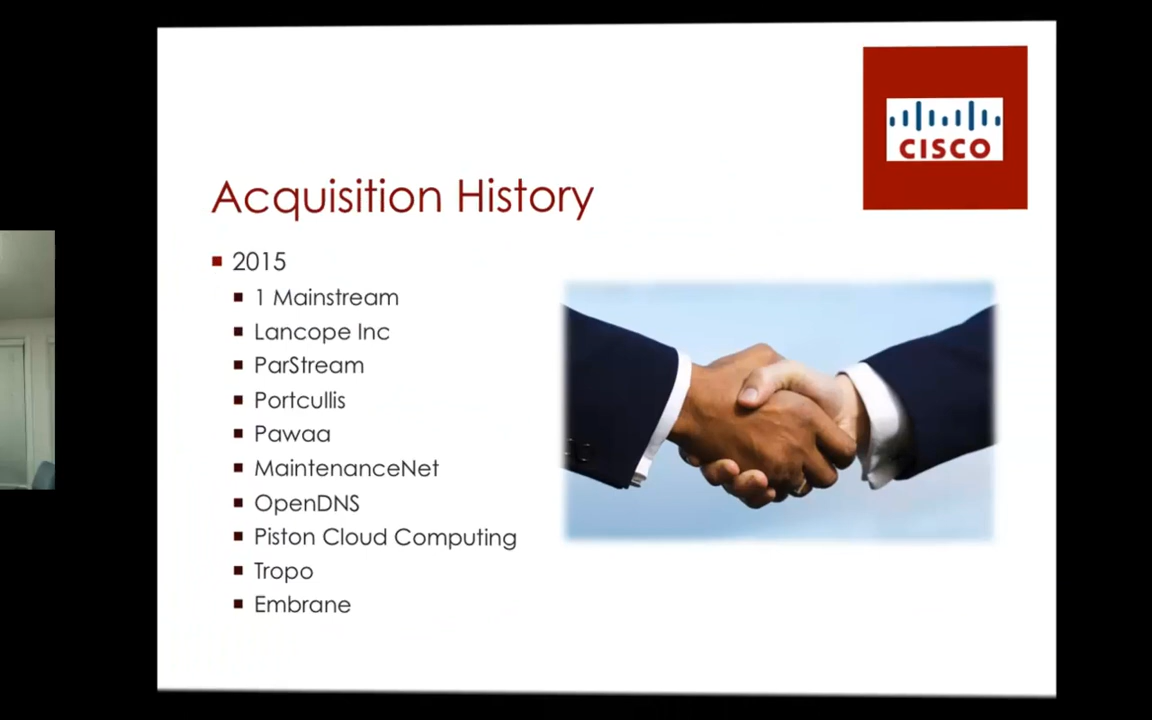 CISCO
Acquisition History
2015
1 Mainstream
Lancope Inc
ParStream
Portcullis
Pawaa
MaintenanceNet
OpenDNS
Piston Cloud Computing
Tropo
Embrane